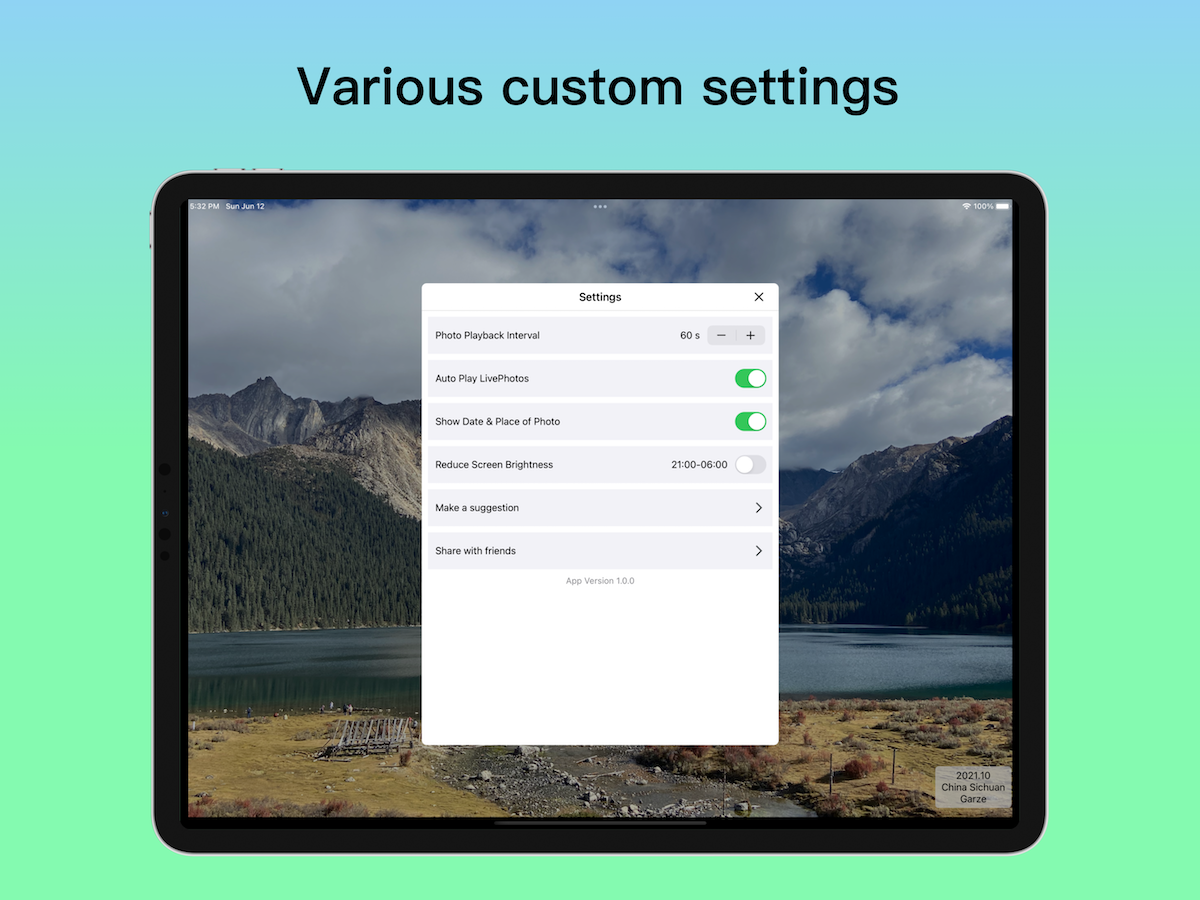 Various custom settings
5:32 PM Sun Jun 12
100%
Settings
Photo Playback Interval 60 s
Auto Play LivePhotos
Show Date & Place of Photo
Reduce Screen Brightness 21:00-06:00
Make a suggestion
Share with friends
App Version 1.0.0
2021.10
China Sichuan
Garze